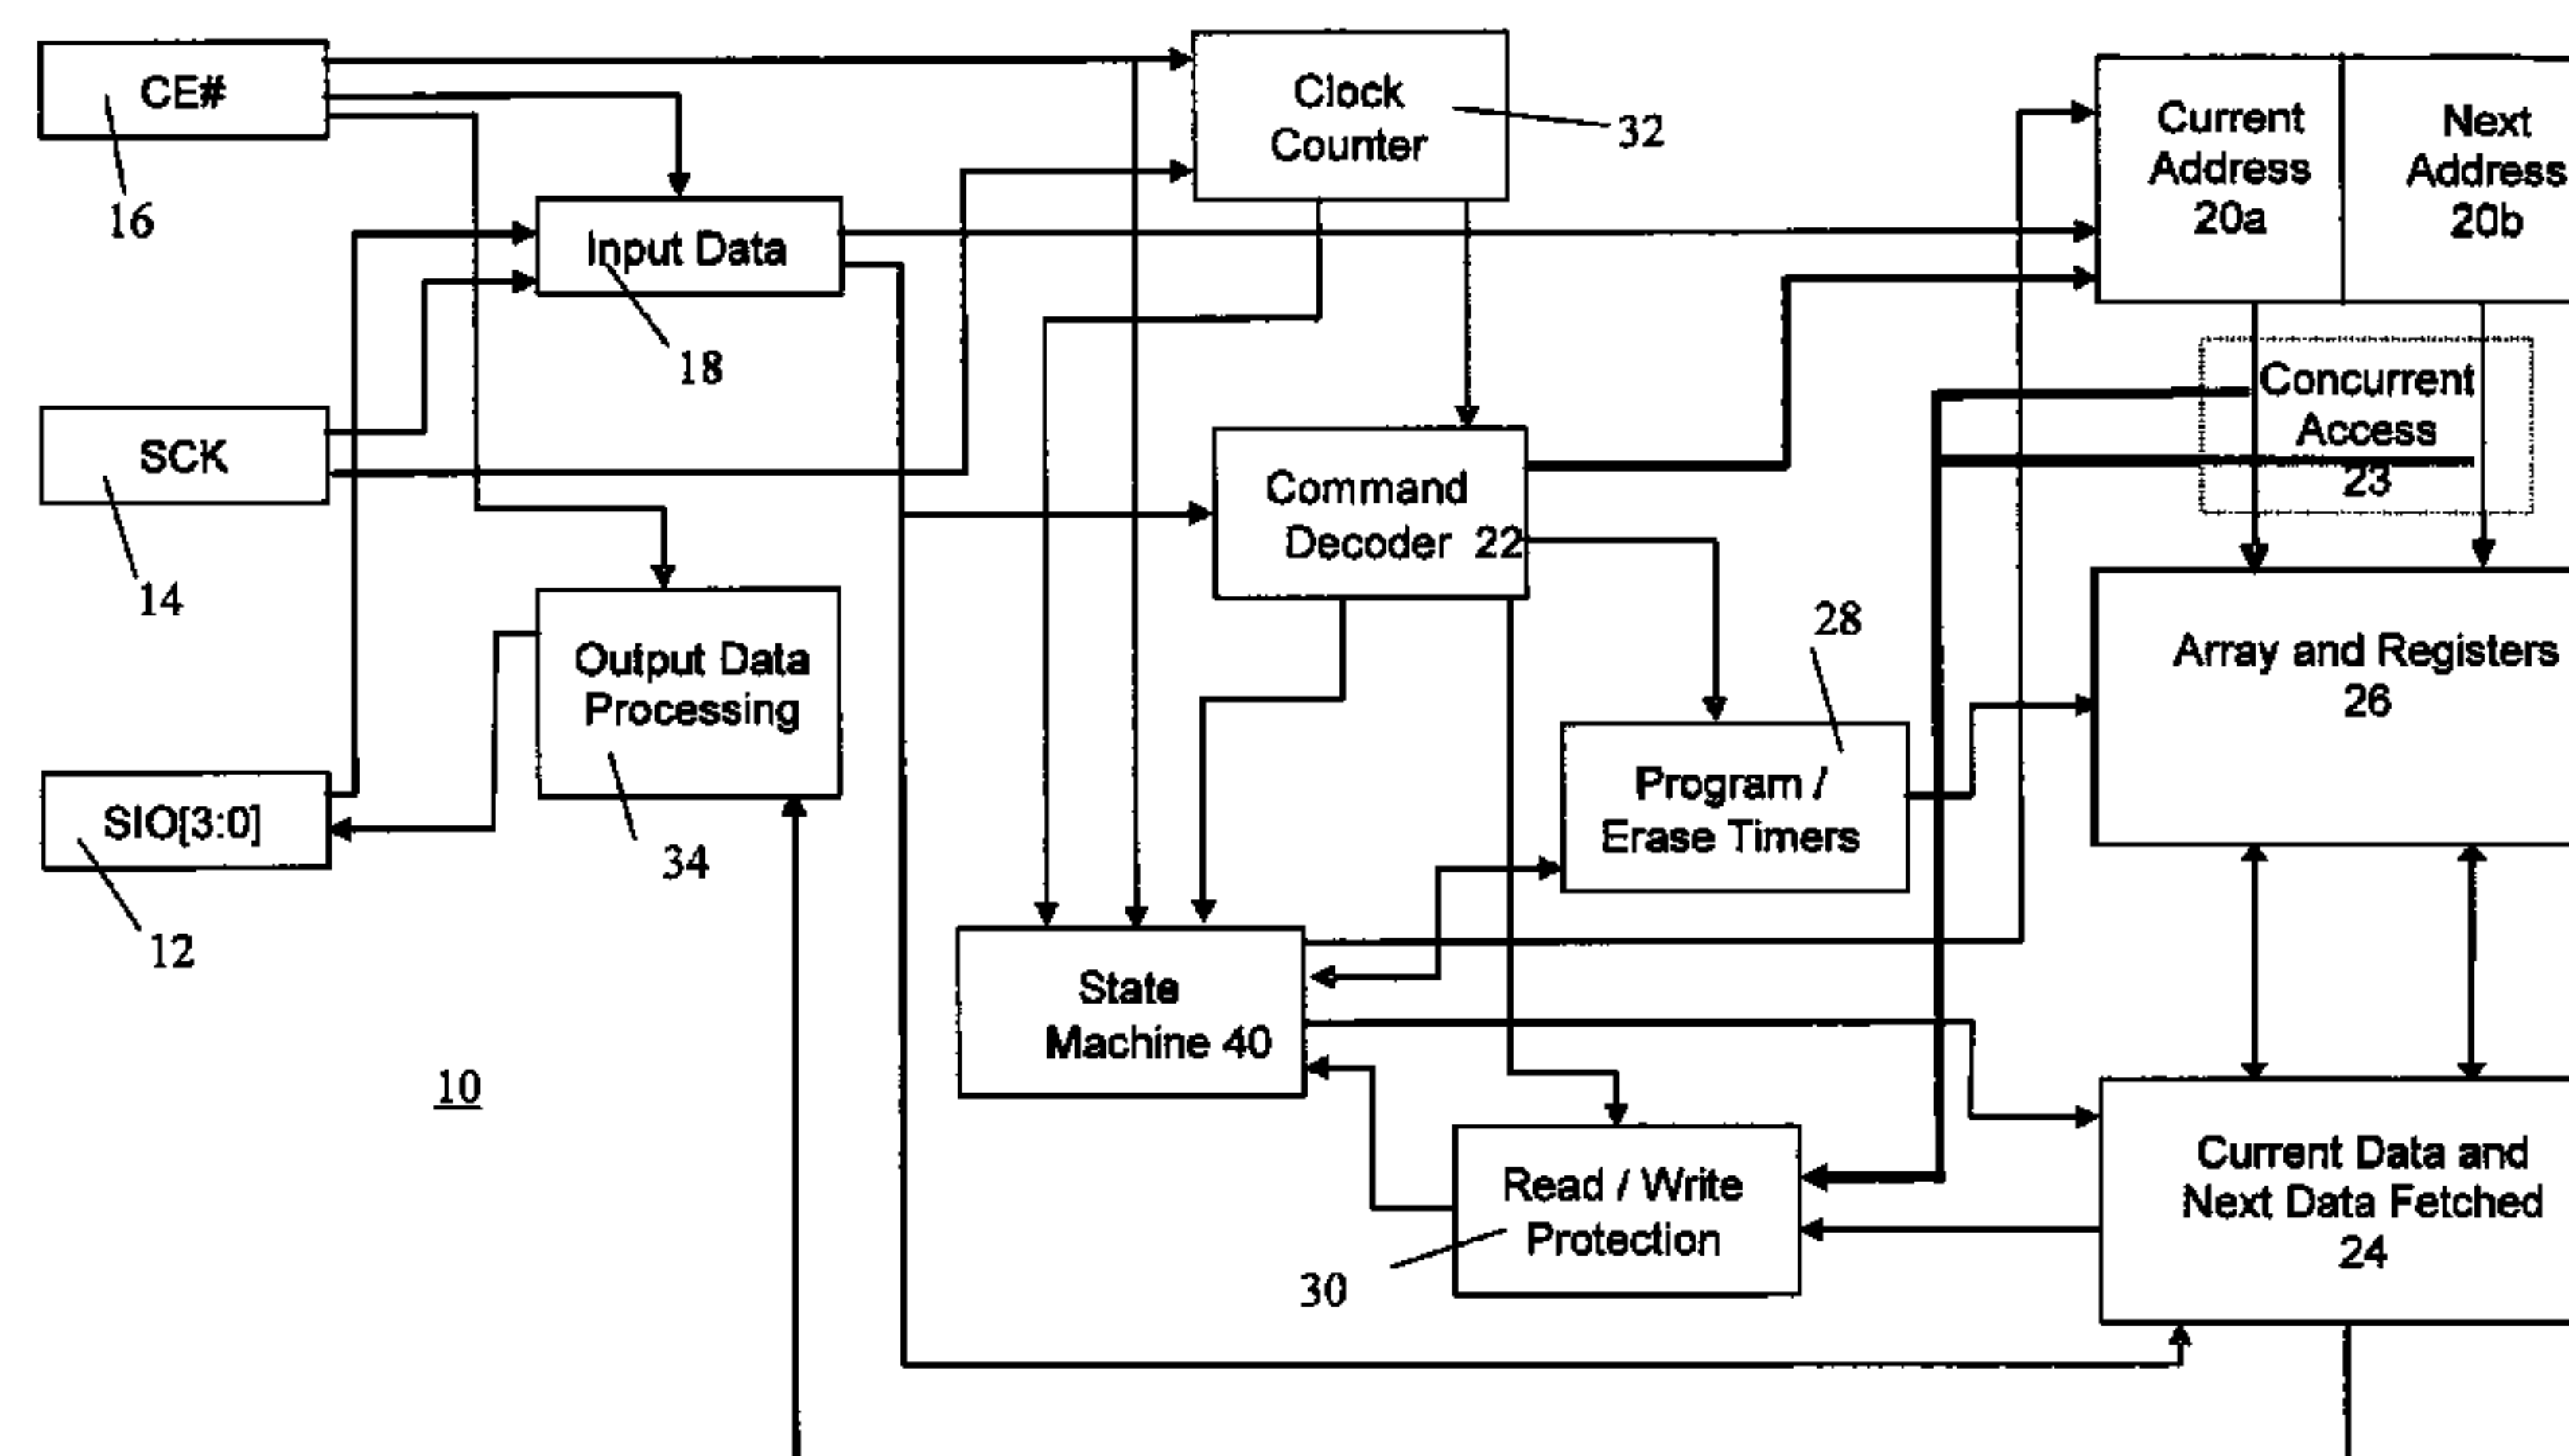 CE#
16
Clock
Counter
32
Current
Address
20a
Next
Address
20b
Input Data
18
SCK
14
Concurrent
Access
23
Command
Decoder 22
Output Data
Processing
34
28
Array and Registers
26
Program /
Erase Timers
SIO[3:0]
12
State
Machine 40
10
Read / Write
Protection
30
Current Data and
Next Data Fetched
24